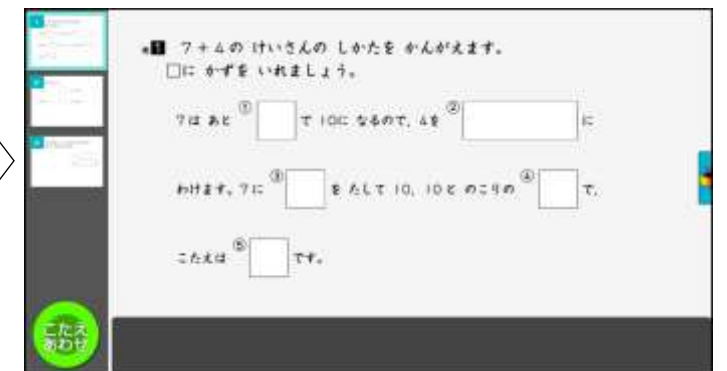 1 7+4の けいさんの しかたを かんがえます。
□に かずを いれましょう。
7は あと ① で 10に なるので, 4を ② に
わけます。7に ③ を たして 10, 10と のこりの ④ で,
こたえは ⑤ です。
こたえ
あわせ